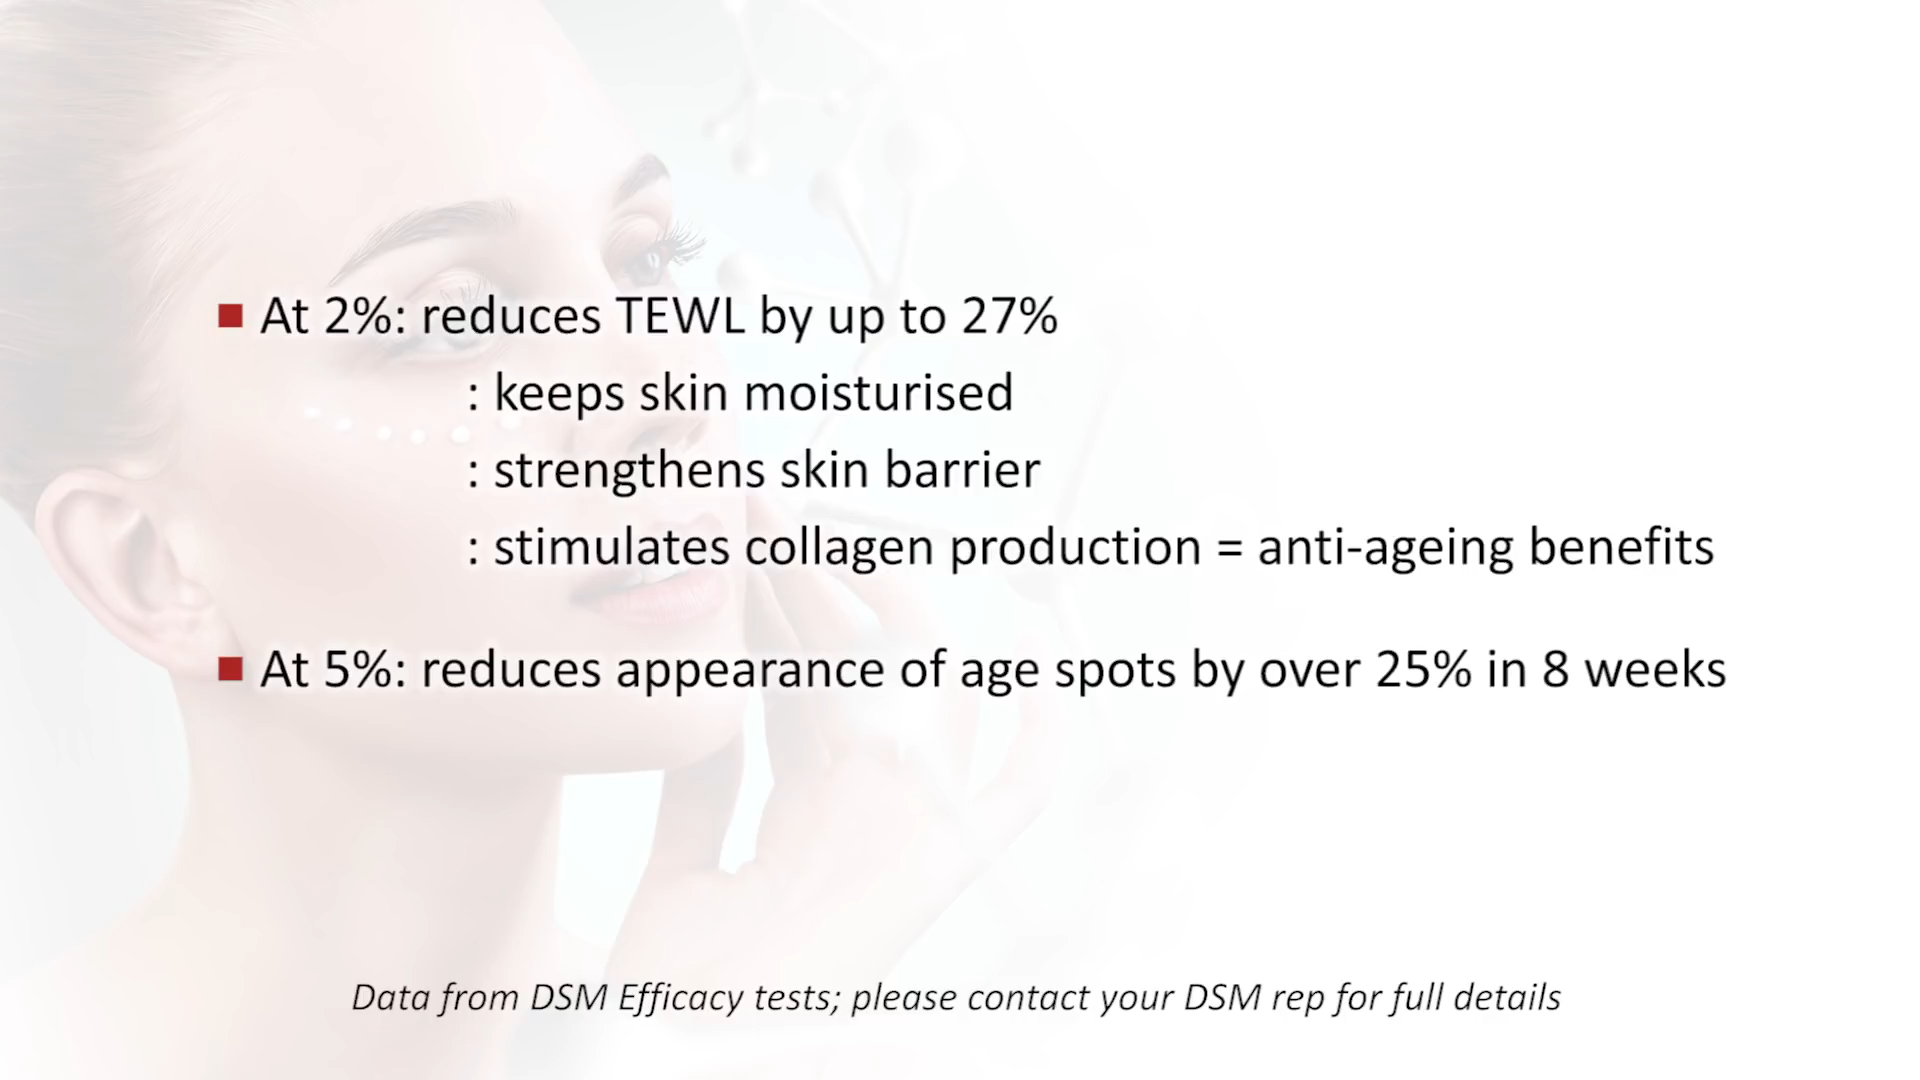 At 2%: reduces TEWL by up to 27%
: keeps skin moisturised
: strengthens skin barrier
: stimulates collagen production = anti-ageing benefits
At 5%: reduces appearance of age spots by over 25% in 8 weeks
Data from DSM Efficacy tests; please contact your DSM rep for full details